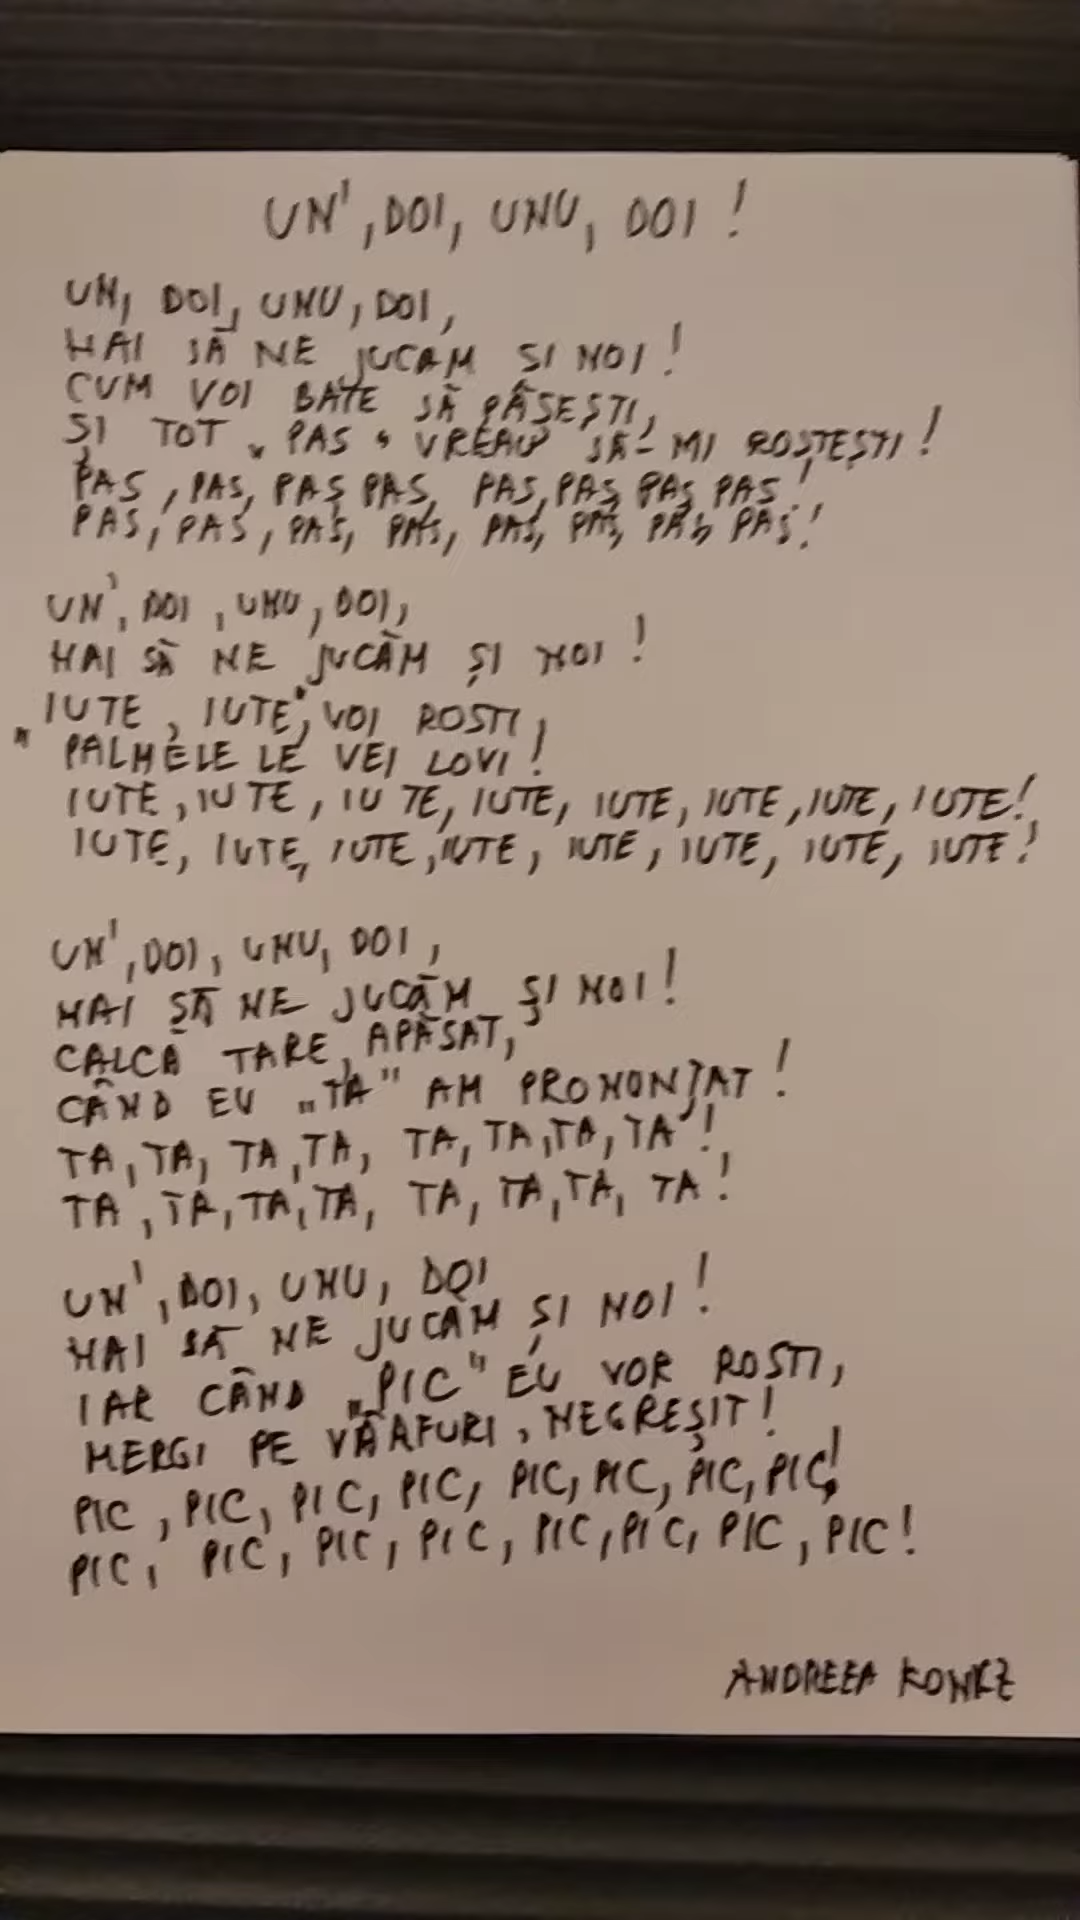 UN', DOI, UNU, DOI!
UN, DOI, UNU, DOI,
HAI SĂ NE JUCAM SI NOI!
CUM VOI BATE SĂ PĂȘEȘTI,
ȘI TOT „PAS" VREAU SĂ-MI ROSTEȘTI!
PAS, PAS, PAS, PAS, PAS, PAS, PAS, PAS!
PAS, PAS, PAS, PAS, PAS, PAS, PAS, PAS!
UN', DOI, UNU, DOI,
HAI SĂ NE JUCĂM ȘI NOI!
"IUTE, IUTE", VOI ROSTI,
PALMELE LE VEI LOVI!
IUTE, IUTE, IUTE, IUTE, IUTE, IUTE, IUTE, IUTE!
IUTE, IUTE, IUTE, IUTE, IUTE, IUTE, IUTE, IUTE!
UN', DOI, UNU, DOI,
HAI SĂ NE JUCĂM ȘI NOI!
CALCĂ TARE, APĂSAT,
CÂND EU „TA" AM PRONONȚAT!
TA, TA, TA, TA, TA, TA, TA, TA!
TA, TA, TA, TA, TA, TA, TA, TA!
UN', DOI, UNU, DOI
HAI SĂ NE JUCĂM ȘI NOI!
IAR CÂND „PIC" EU VOR ROSTI,
MERGI PE VÂAFURI, NEGREȘIT!
PIC, PIC, PIC, PIC, PIC, PIC, PIC, PIC!
PIC, PIC, PIC, PIC, PIC, PIC, PIC, PIC!
ANDREEA